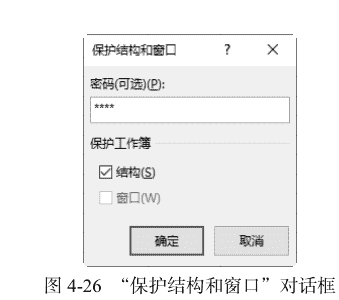 保护结构和窗口 ? ×
密码(可选)(P):
****
保护工作簿
结构(S)
窗口(W)
确定 取消
图 4-26 “保护结构和窗口”对话框